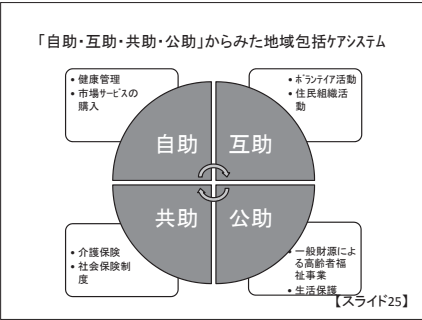 「自助・互助・共助・公助」からみた地域包括ケアシステム
• 健康管理
• 市場サービスの
購入
• ボランテイア活動
• 住民組織活
動
自助
互助
共助
公助
• 介護保険
• 社会保険制
度
• 一般財源によ
る高齢者福
祉事業
• 生活保護
【スライド25】